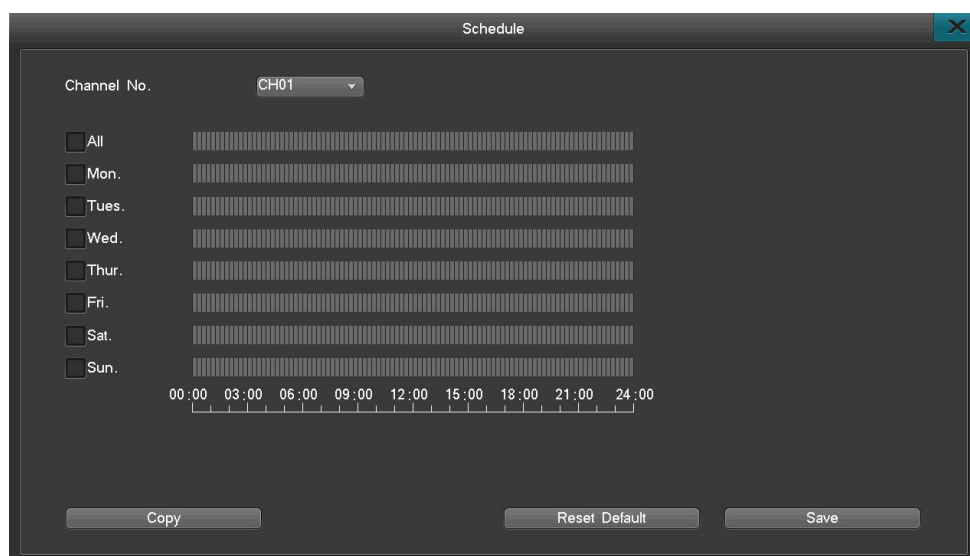 Schedule
Channel No. CH01
All
Mon.
Tues.
Wed.
Thur.
Fri.
Sat.
Sun.
00:00 03:00 06:00 09:00 12:00 15:00 18:00 21:00 24:00
Copy Reset Default Save